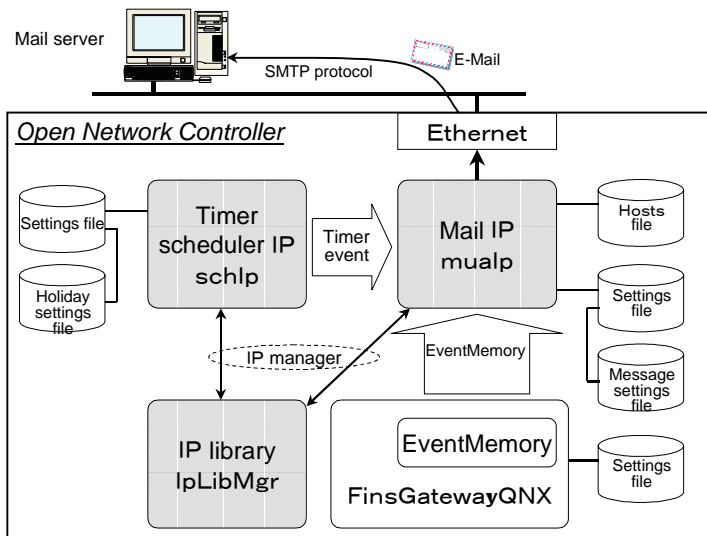 Mail server
E-Mail
SMTP protocol
Open Network Controller
Ethernet
Settings file
Holiday
settings
file
Timer
scheduler IP
schIp
Timer
event
Mail IP
muaIp
Hosts
file
Settings
file
Message
settings
file
IP manager
EventMemory
IP library
IpLibMgr
EventMemory
FinsGatewayQNX
Settings
file